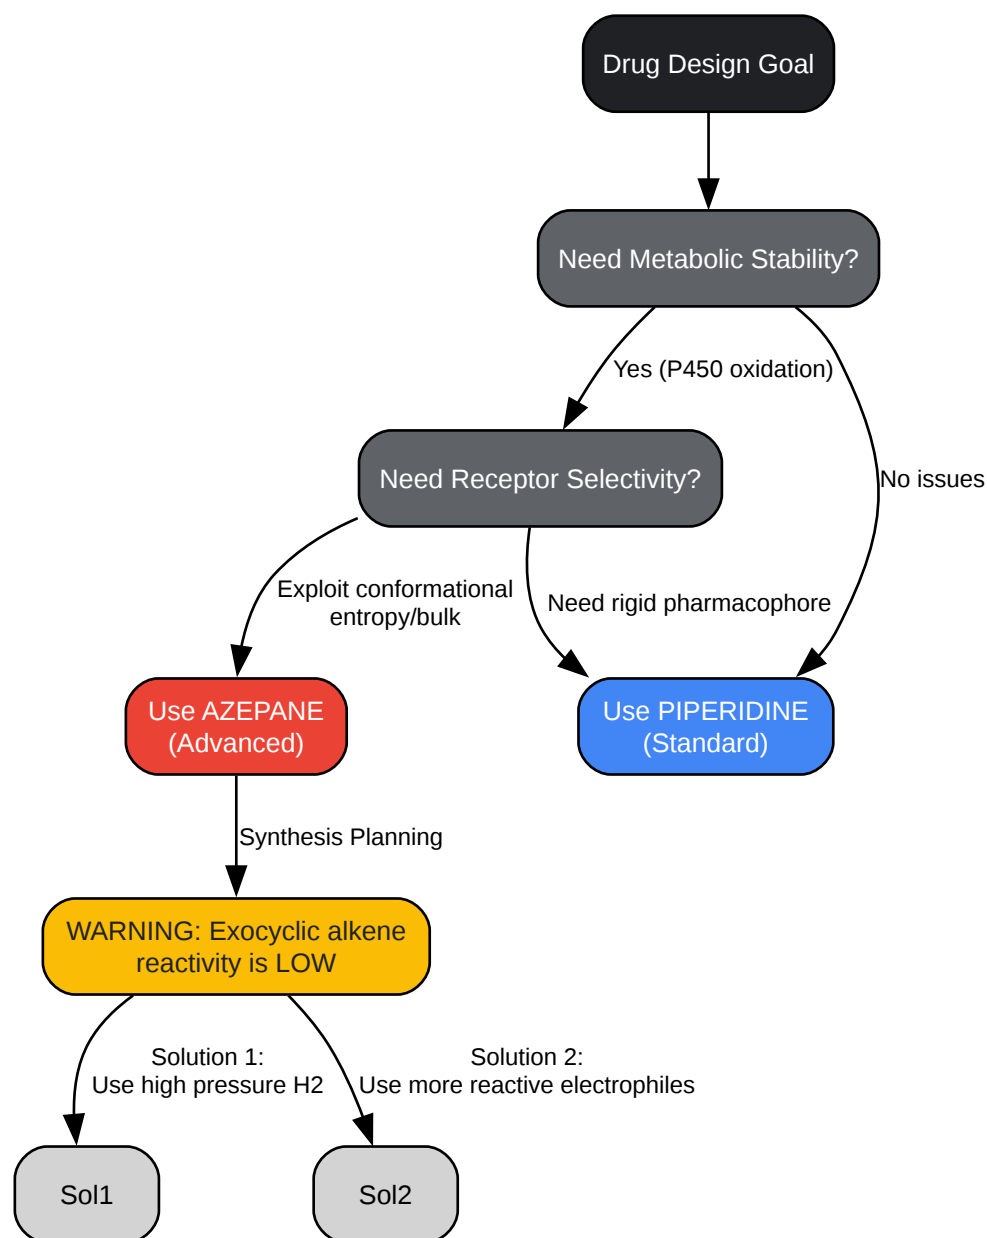 Drug Design Goal
Need Metabolic Stability?
Yes (P450 oxidation)
No issues
Need Receptor Selectivity?
Exploit conformational
entropy/bulk
Need rigid pharmacophore
Use AZEPANE
(Advanced)
Use PIPERIDINE
(Standard)
Synthesis Planning
WARNING: Exocyclic alkene
reactivity is LOW
Solution 1:
Use high pressure H2
Solution 2:
Use more reactive electrophiles
Sol1
Sol2